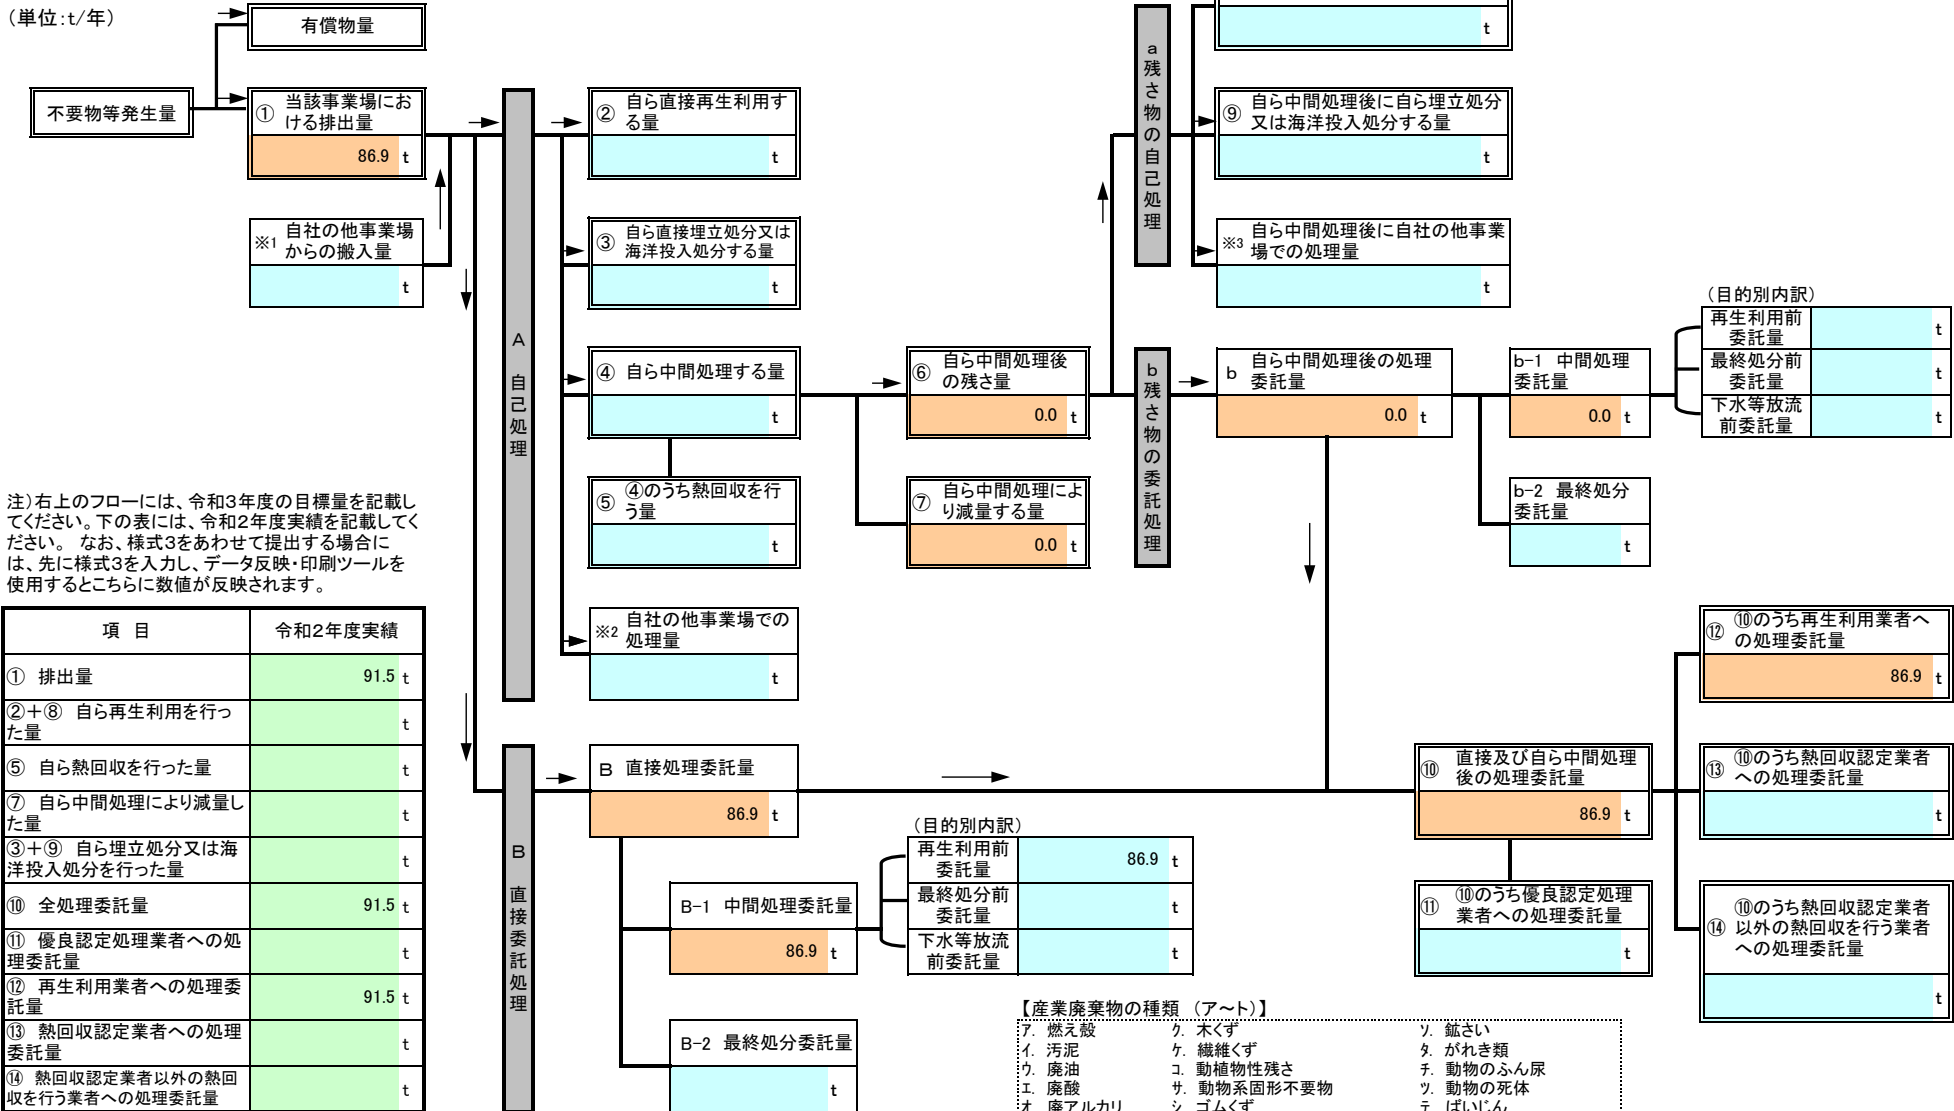 (単位:t/年)
有償物量
不要物等発生量
① 当該事業場にお
ける排出量
86.9 t
※1 自社の他事業場
からの搬入量
t
A 自己処理
② 自ら直接再生利用す
る量
t
③ 自ら直接埋立処分又は
海洋投入処分する量
t
④ 自ら中間処理する量
t
⑤ ④のうち熱回収を行
う量
t
※2 自社の他事業場での
処理量
t
⑥ 自ら中間処理後
の残さ量
0.0 t
⑦ 自ら中間処理によ
り減量する量
0.0 t
a 残さ物の自己処理
t
⑨ 自ら中間処理後に自ら埋立処分
又は海洋投入処分する量
t
※3 自ら中間処理後に自社の他事業
場での処理量
t
b 残さ物の委託処理
b 自ら中間処理後の処理
委託量
0.0 t
b-1 中間処理
委託量
0.0 t
b-2 最終処分
委託量
t
(目的別内訳)
再生利用前
委託量
t
最終処分前
委託量
t
下水等放流
前委託量
t
注)右上のフローには、令和3年度の目標量を記載し
てください。下の表には、令和2年度実績を記載してく
ださい。 なお、様式3をあわせて提出する場合に
は、先に様式3を入力し、データ反映・印刷ツールを
使用するとこちらに数値が反映されます。
項 目 令和2年度実績
① 排出量 91.5 t
②+⑧ 自ら再生利用を行っ
た量
t
⑤ 自ら熱回収を行った量 t
⑦ 自ら中間処理により減量し
た量
t
③+⑨ 自ら埋立処分又は海
洋投入処分を行った量
t
⑩ 全処理委託量 91.5 t
⑪ 優良認定処理業者への処
理委託量
t
⑫ 再生利用業者への処理委
託量
91.5 t
⑬ 熱回収認定業者への処理
委託量
t
⑭ 熱回収認定業者以外の熱回
収を行う業者への処理委託量
t
B 直接委託処理
B 直接処理委託量
86.9 t
B-1 中間処理委託量
86.9 t
B-2 最終処分委託量
t
(目的別内訳)
再生利用前
委託量
86.9 t
最終処分前
委託量
t
下水等放流
前委託量
t
⑩ 直接及び自ら中間処理
後の処理委託量
86.9 t
⑪ ⑩のうち優良認定処理
業者への処理委託量
t
⑫ ⑩のうち再生利用業者へ
の処理委託量
86.9 t
⑬ ⑩のうち熱回収認定業者
への処理委託量
t
⑭ ⑩のうち熱回収認定業者
以外の熱回収を行う業者
への処理委託量
t
【産業廃棄物の種類 (ア~ト)】
ア. 燃え殻 ク. 木くず ソ. 鉱さい
イ. 汚泥 ケ. 繊維くず タ. がれき類
ウ. 廃油 コ. 動植物性残さ チ. 動物のふん尿
エ. 廃酸 サ. 動物系固形不要物 ツ. 動物の死体
オ. 廃アルカリ シ. ゴムくず テ. ばいじん